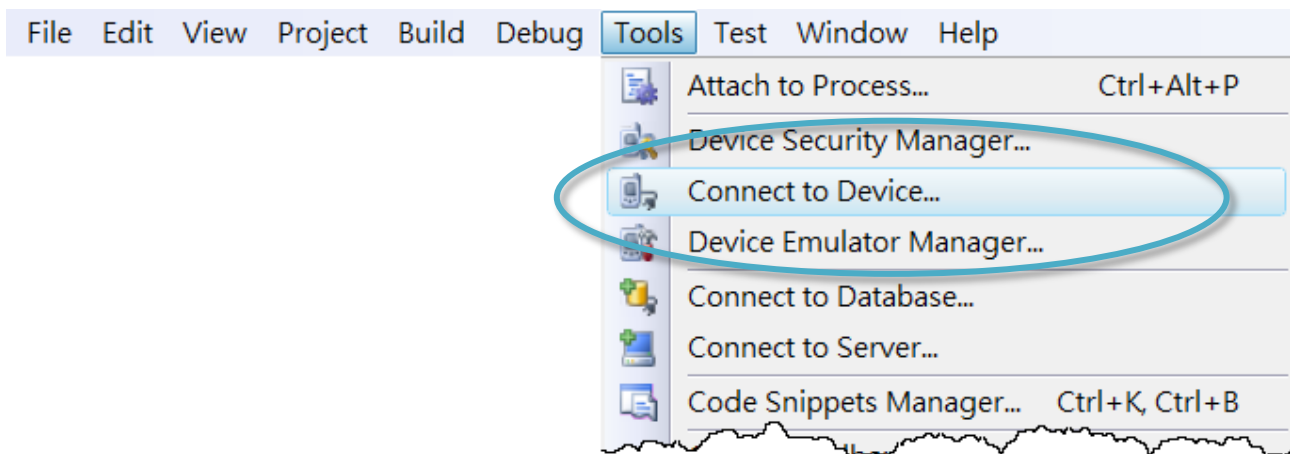 File Edit View Project Build Debug Tools Test Window Help
Attach to Process... Ctrl+Alt+P
Device Security Manager...
Connect to Device...
Device Emulator Manager...
Connect to Database...
Connect to Server...
Code Snippets Manager... Ctrl+K, Ctrl+B